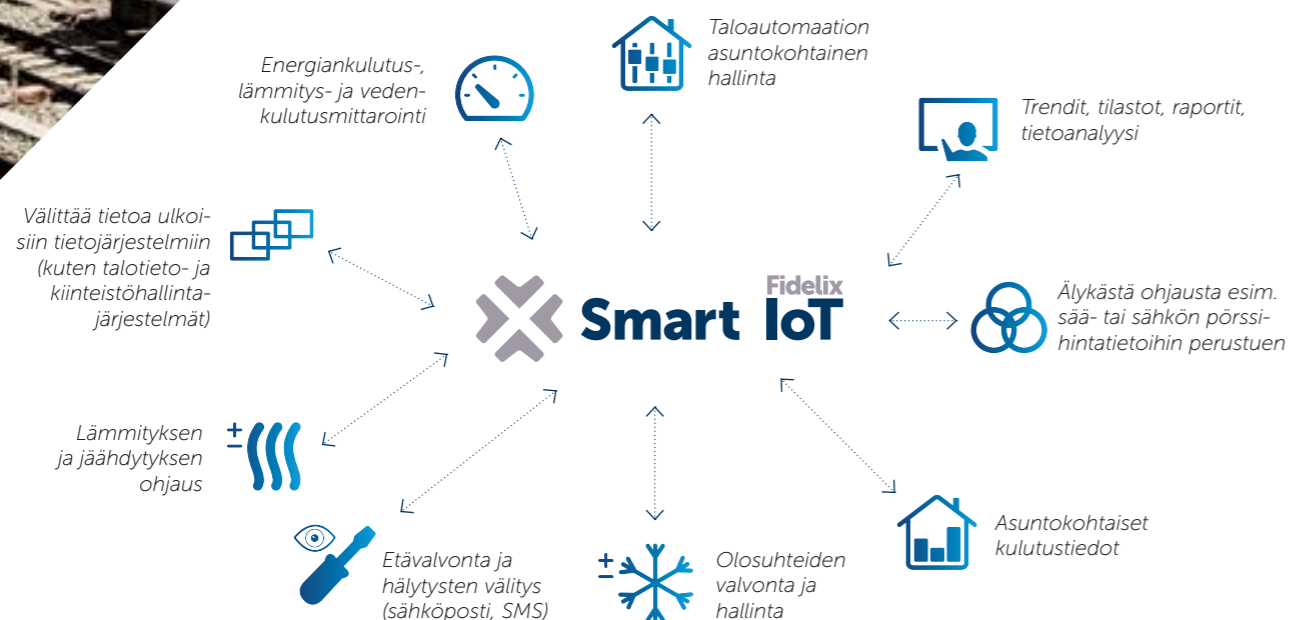 Taloautomaation
asuntokohtainen
hallinta
Energiankulutus-,
lämmitys- ja veden-
kulutusmittarointi
Trendit, tilastot, raportit,
tietoanalyysi
Välittää tietoa ulkoi-
siin tietojärjestelmiin
(kuten talotieto- ja
kiinteistöhallinta-
järjestelmät)
Fidelix
Smart IoT
Älykästä ohjausta esim.
sää- tai sähkön pörssi-
hintatietoihin perustuen
Lämmityksen
ja jäähdytyksen
ohjaus
Etävalvonta ja
hälytysten välitys
(sähköposti, SMS)
Olosuhteiden
valvonta ja
hallinta
Asuntokohtaiset
kulutustiedot